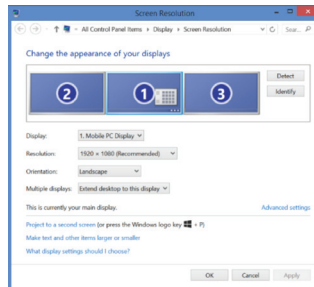 Screen Resolution
All Control Panel Items ▸ Display ▸ Screen Resolution
Sear...
Change the appearance of your displays
2 1 3
Detect
Identify
Display: 1. Mobile PC Display
Resolution: 1920 × 1080 (Recommended)
Orientation: Landscape
Multiple displays: Extend desktop to this display
This is currently your main display. Advanced settings
Project to a second screen (or press the Windows logo key + P)
Make text and other items larger or smaller
What display settings should I choose?
OK Cancel Apply